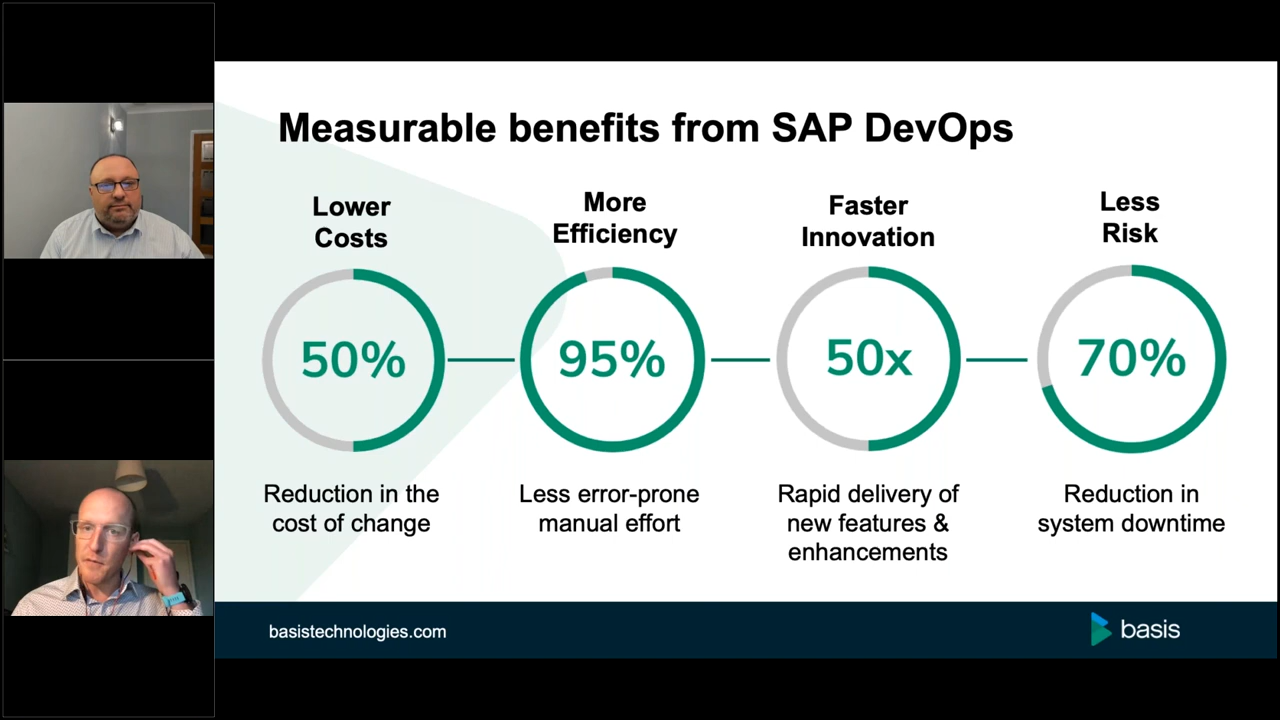 Measurable benefits from SAP DevOps
Lower
Costs
50%
Reduction in the
cost of change
More
Efficiency
95%
Less error-prone
manual effort
Faster
Innovation
50x
Rapid delivery of
new features &
enhancements
Less
Risk
70%
Reduction in
system downtime
basistechnologies.com
basis